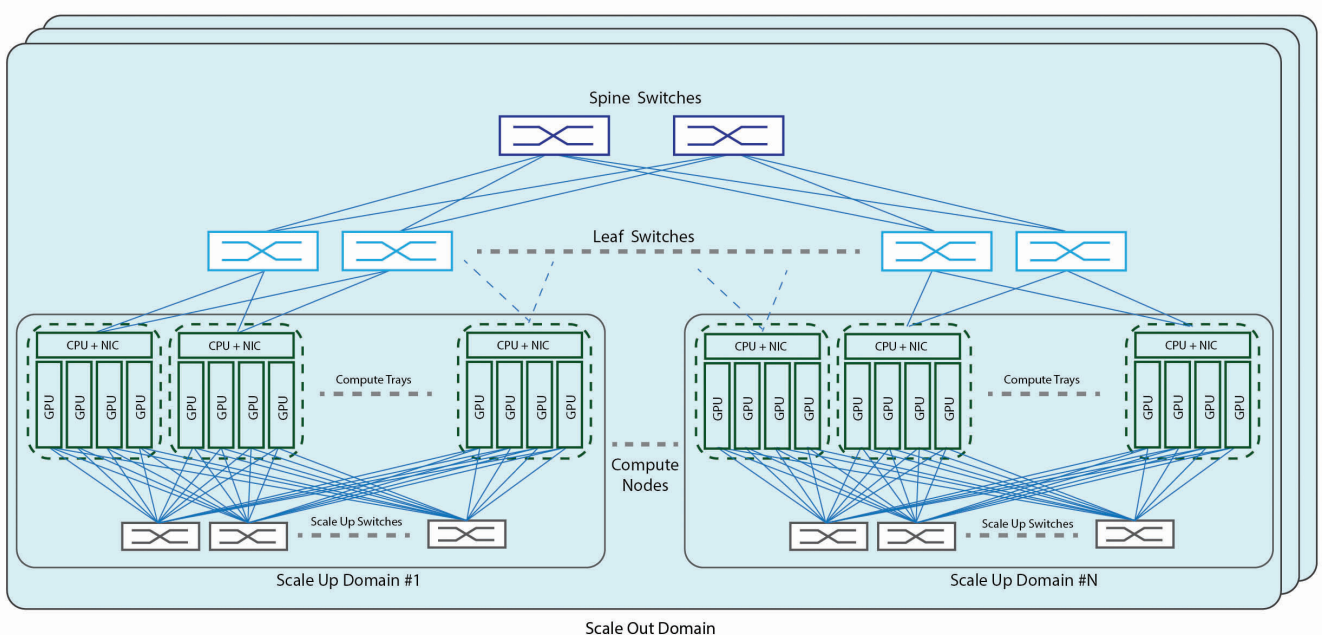 Spine Switches
Leaf Switches
CPU + NIC
CPU + NIC
CPU + NIC
CPU + NIC
CPU + NIC
CPU + NIC
GPU GPU GPU GPU
GPU GPU GPU GPU
Compute Trays
GPU GPU GPU GPU
GPU GPU GPU GPU
GPU GPU GPU GPU
Compute Trays
GPU GPU GPU GPU
Compute
Nodes
Scale Up Switches
Scale Up Switches
Scale Up Domain #1
Scale Up Domain #N
Scale Out Domain